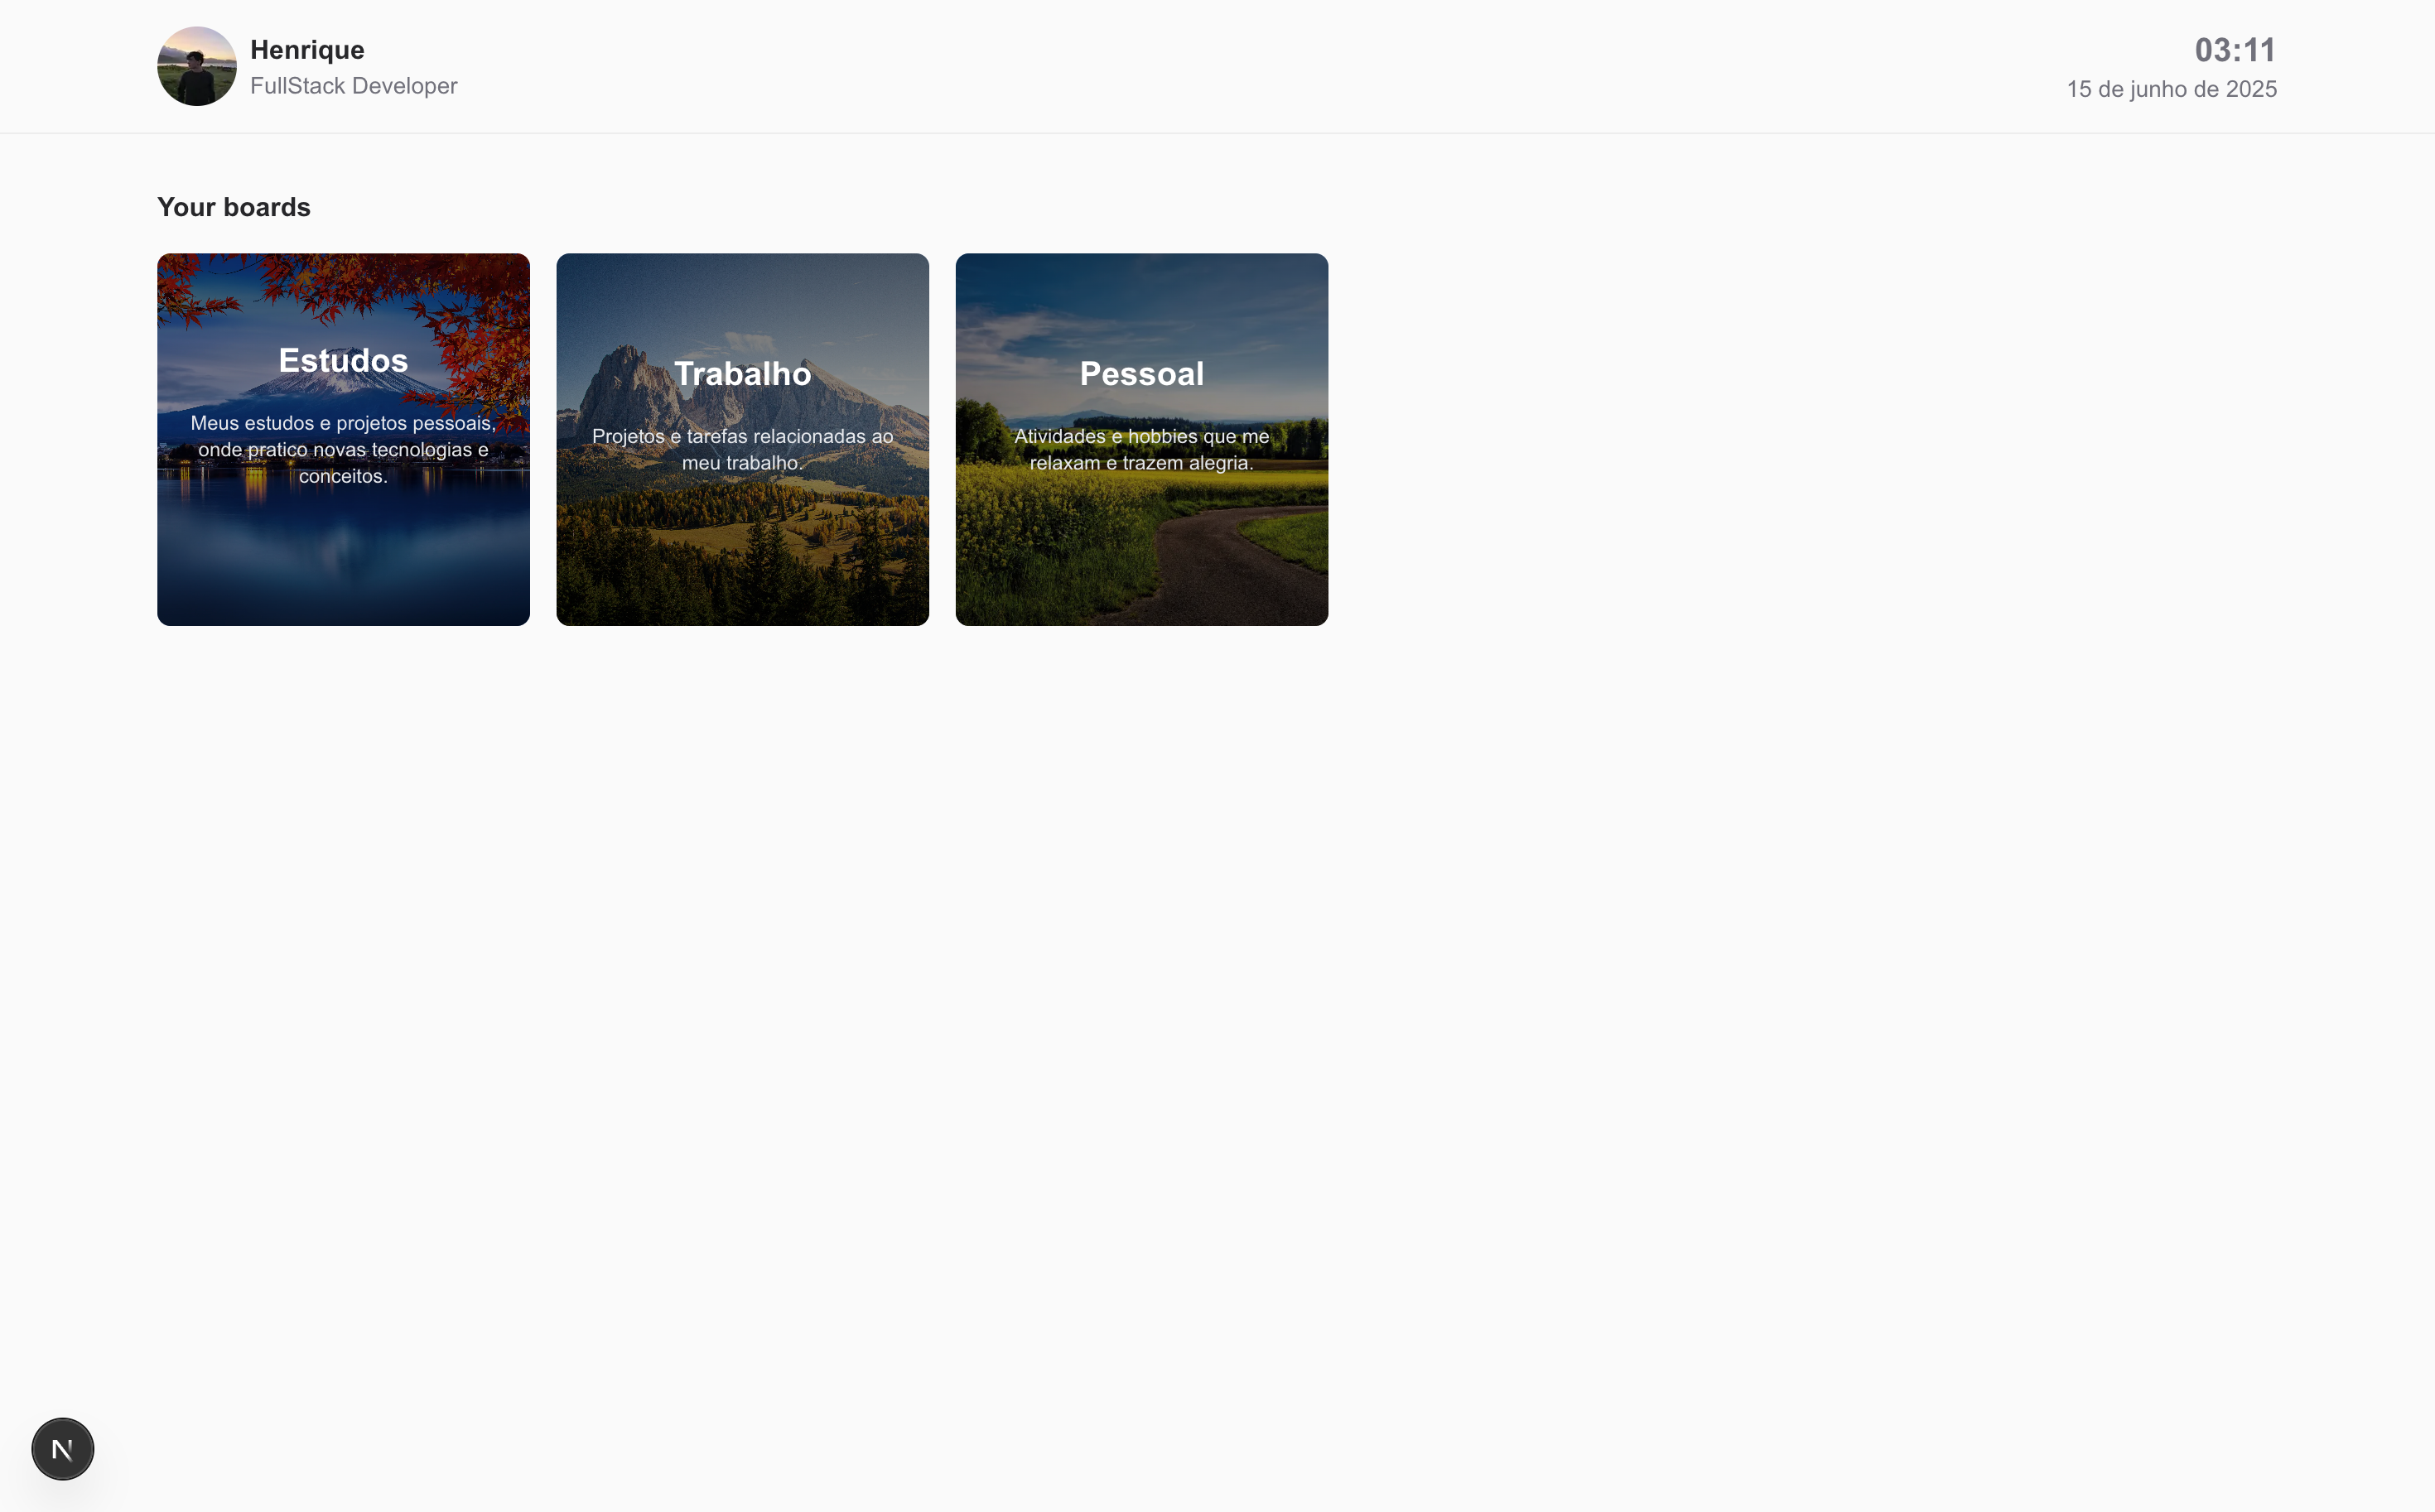 Henrique
FullStack Developer
03:11
15 de junho de 2025
Your boards
Estudos
Meus estudos e projetos pessoais,
onde pratico novas tecnologias e
conceitos.
Trabalho
Projetos e tarefas relacionadas ao
meu trabalho.
Pessoal
Atividades e hobbies que me
relaxam e trazem alegria.
N